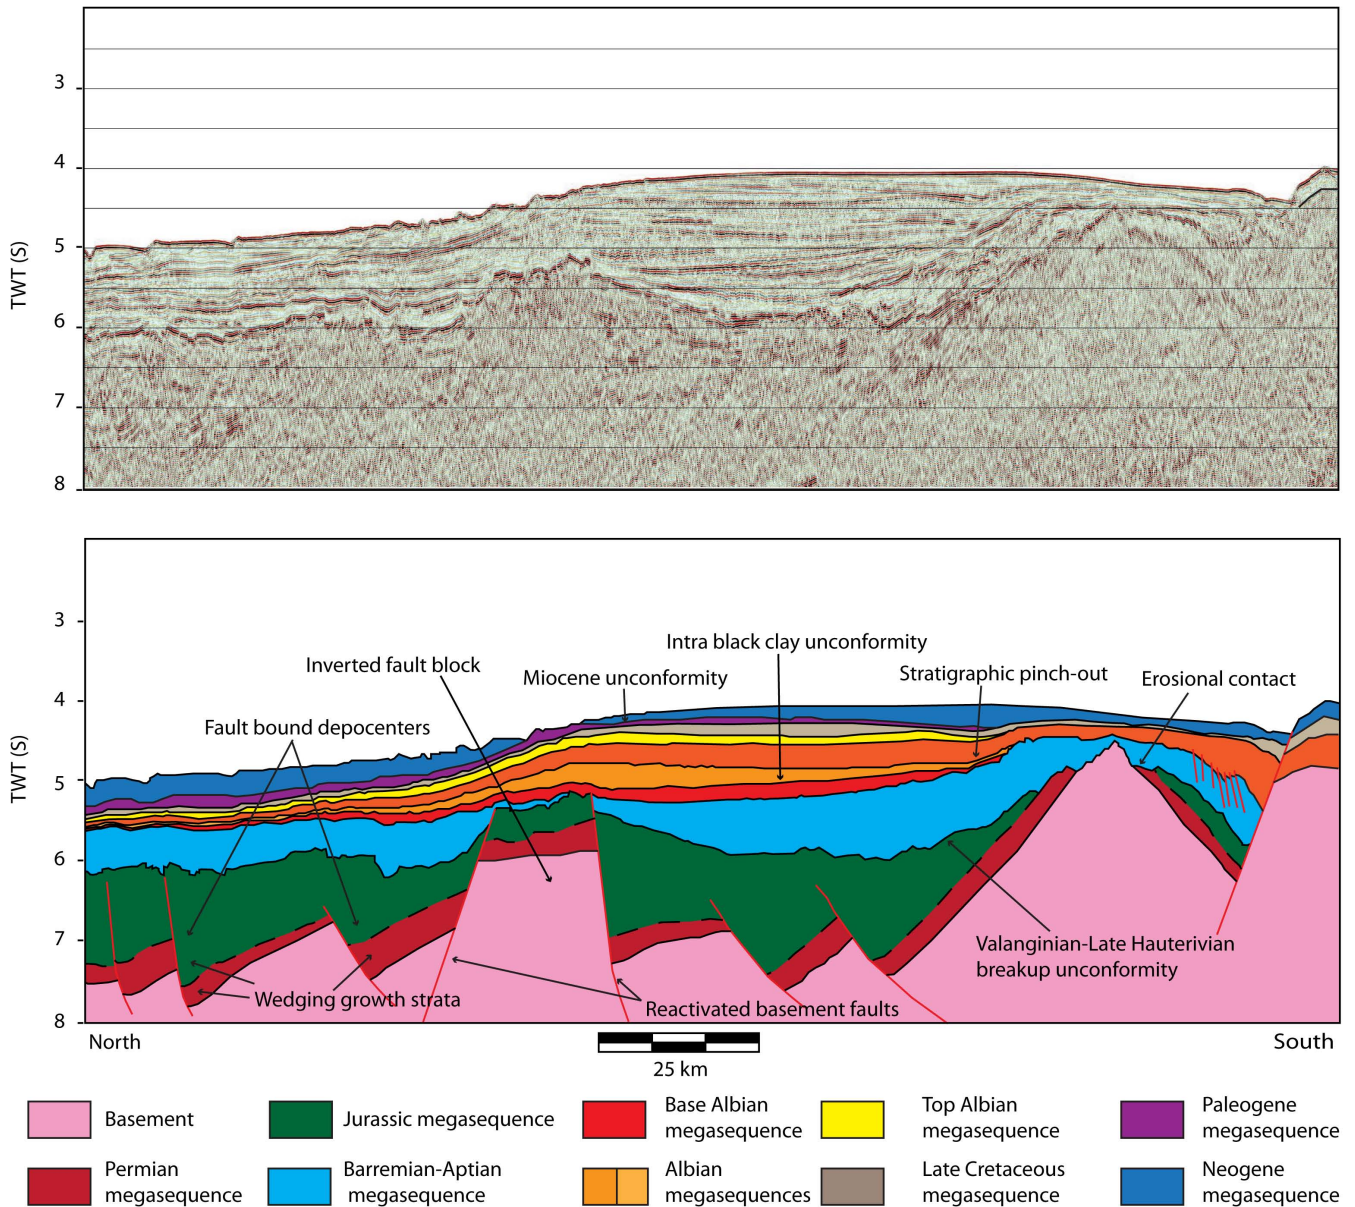 3
4
5
6
7
8
TWT (S)
3
4
5
6
7
8
TWT (S)
Intra black clay unconformity
Inverted fault block
Miocene unconformity
Stratigraphic pinch-out
Erosional contact
Fault bound depocenters
Valanginian-Late Hauterivian
breakup unconformity
Wedging growth strata
Reactivated basement faults
North
South
25 km
Basement
Jurassic megasequence
Base Albian
megasequence
Top Albian
megasequence
Paleogene
megasequence
Permian
megasequence
Barremian-Aptian
megasequence
Albian
megasequences
Late Cretaceous
megasequence
Neogene
megasequence